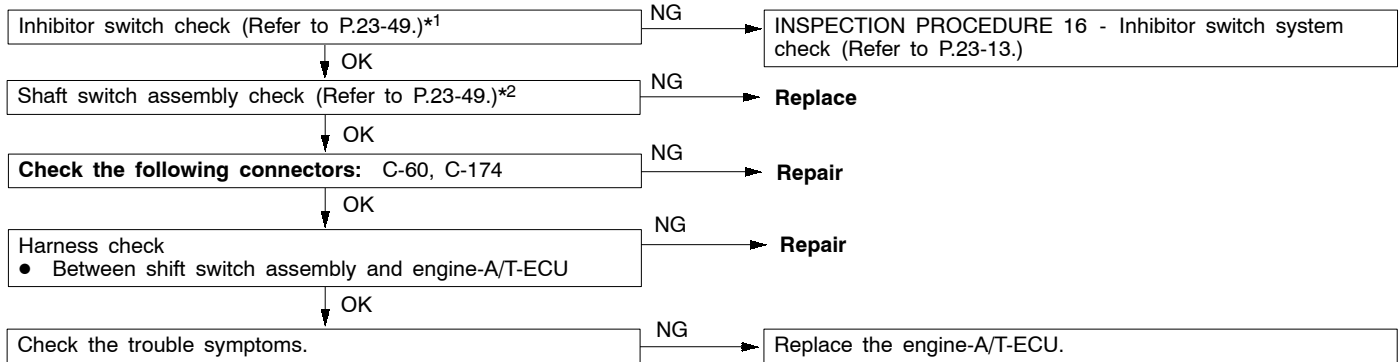 Inhibitor switch check (Refer to P.23-49.)*1
NG
INSPECTION PROCEDURE 16 - Inhibitor switch system
check (Refer to P.23-13.)
OK
Shaft switch assembly check (Refer to P.23-49.)*2
NG
Replace
OK
Check the following connectors: C-60, C-174
NG
Repair
OK
Harness check
● Between shift switch assembly and engine-A/T-ECU
NG
Repair
OK
Check the trouble symptoms.
NG
Replace the engine-A/T-ECU.